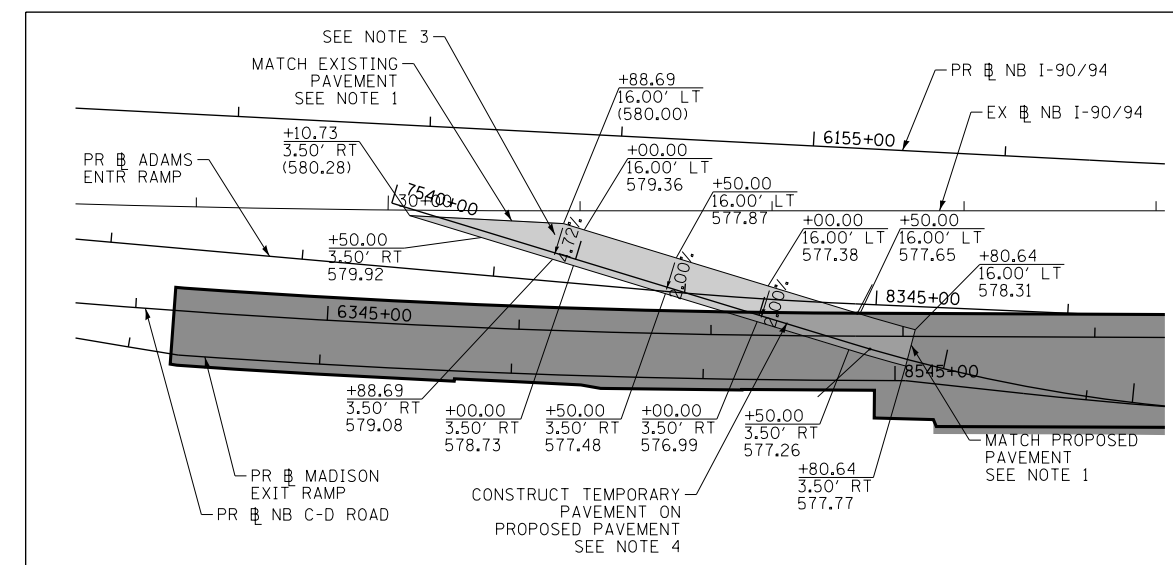 SEE NOTE 3
MATCH EXISTING
PAVEMENT
SEE NOTE 1
+88.69
16.00' LT
(580.00)
PR ℄ NB I-90/94
EX ℄ NB I-90/94
6155+00
+10.73
3.50' RT
(580.28)
PR ℄ ADAMS
ENTR RAMP
+00.00
16.00' LT
579.36
7540+00
30+00
+50.00
16.00' LT
577.87
+00.00
16.00' LT
577.38
+50.00
16.00' LT
577.65
+80.64
16.00' LT
578.31
+50.00
3.50' RT
579.92
4.72%
2.00%
2.00%
8345+00
6345+00
8545+00
+88.69
3.50' RT
579.08
+00.00
3.50' RT
578.73
+50.00
3.50' RT
577.48
+00.00
3.50' RT
576.99
+50.00
3.50' RT
577.26
+80.64
3.50' RT
577.77
MATCH PROPOSED
PAVEMENT
SEE NOTE 1
PR ℄ MADISON
EXIT RAMP
PR ℄ NB C-D ROAD
CONSTRUCT TEMPORARY
PAVEMENT ON
PROPOSED PAVEMENT
SEE NOTE 4